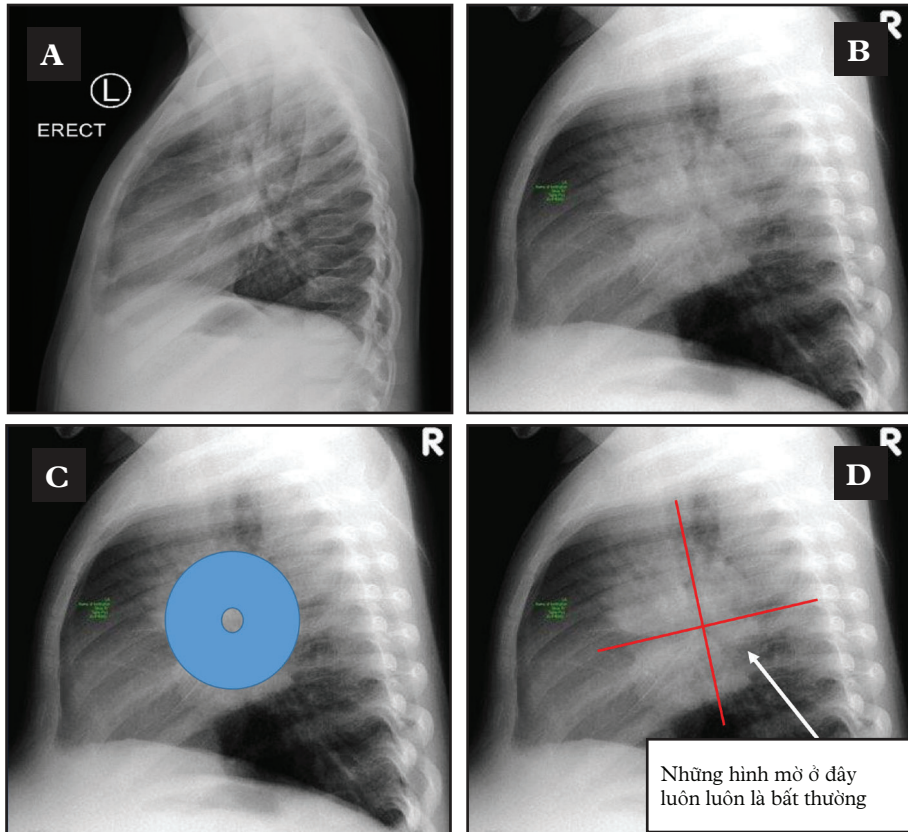 A
L
ERECT
B
R
C
R
D
R
Những hình mờ ở đây
luôn luôn là bất thường